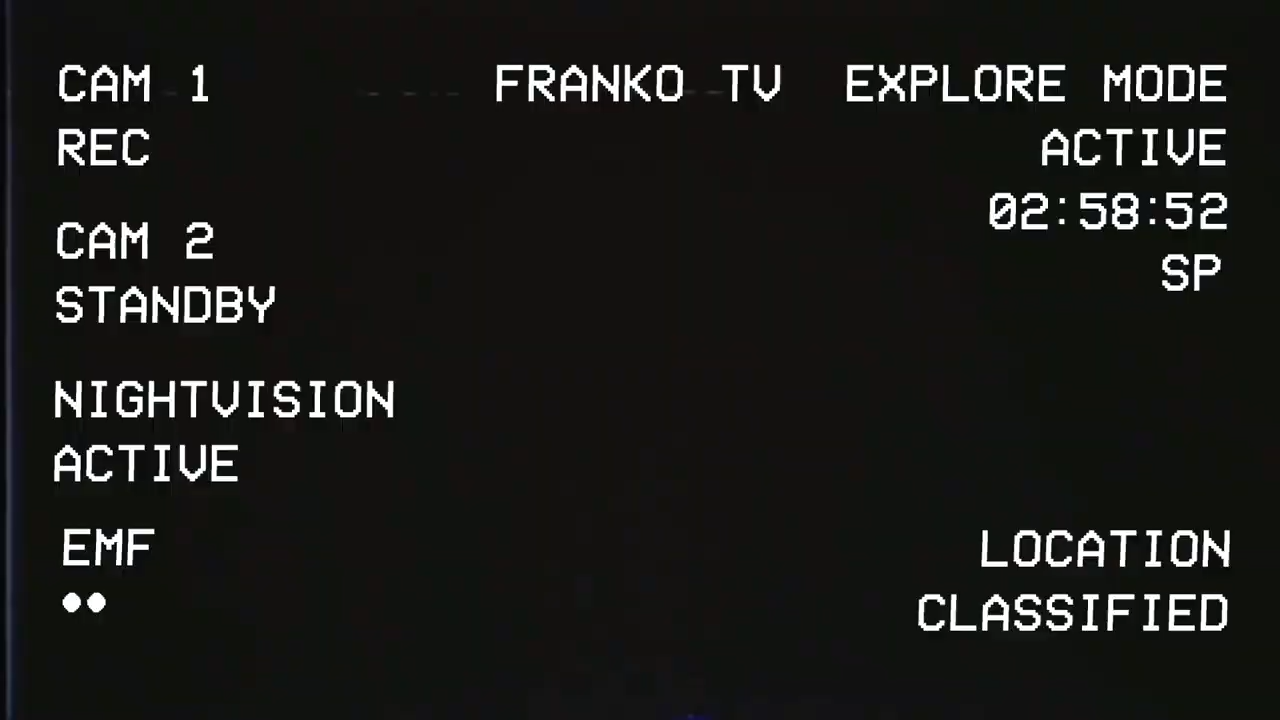 CAM 1 FRANKO TV EXPLORE MODE
REC ACTIVE
02:58:52
CAM 2
SP
STANDBY
NIGHTVISION
ACTIVE
EMF LOCATION
●● CLASSIFIED